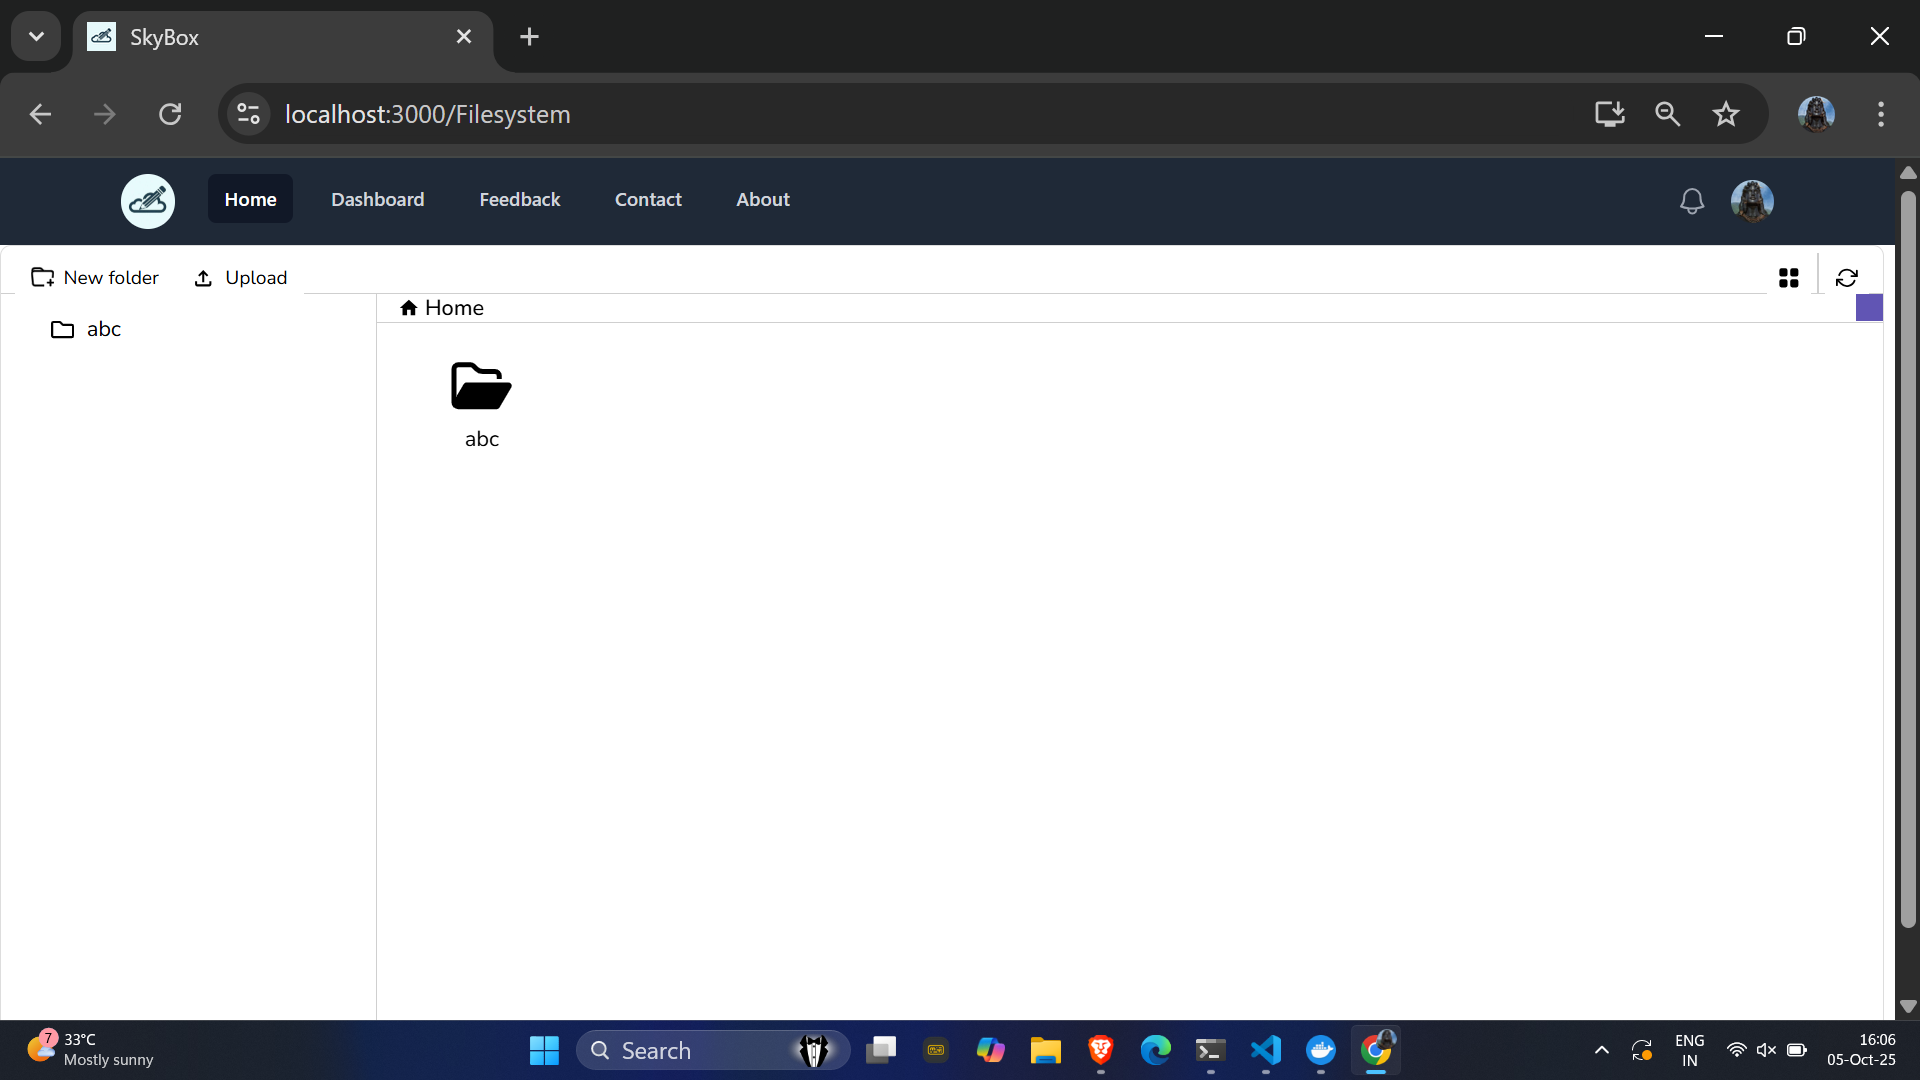 SkyBox
localhost:3000/Filesystem
Home Dashboard Feedback Contact About
New folder Upload
Home
abc
abc
7
33°C
Mostly sunny
Search
ENG
IN
16:06
05-Oct-25